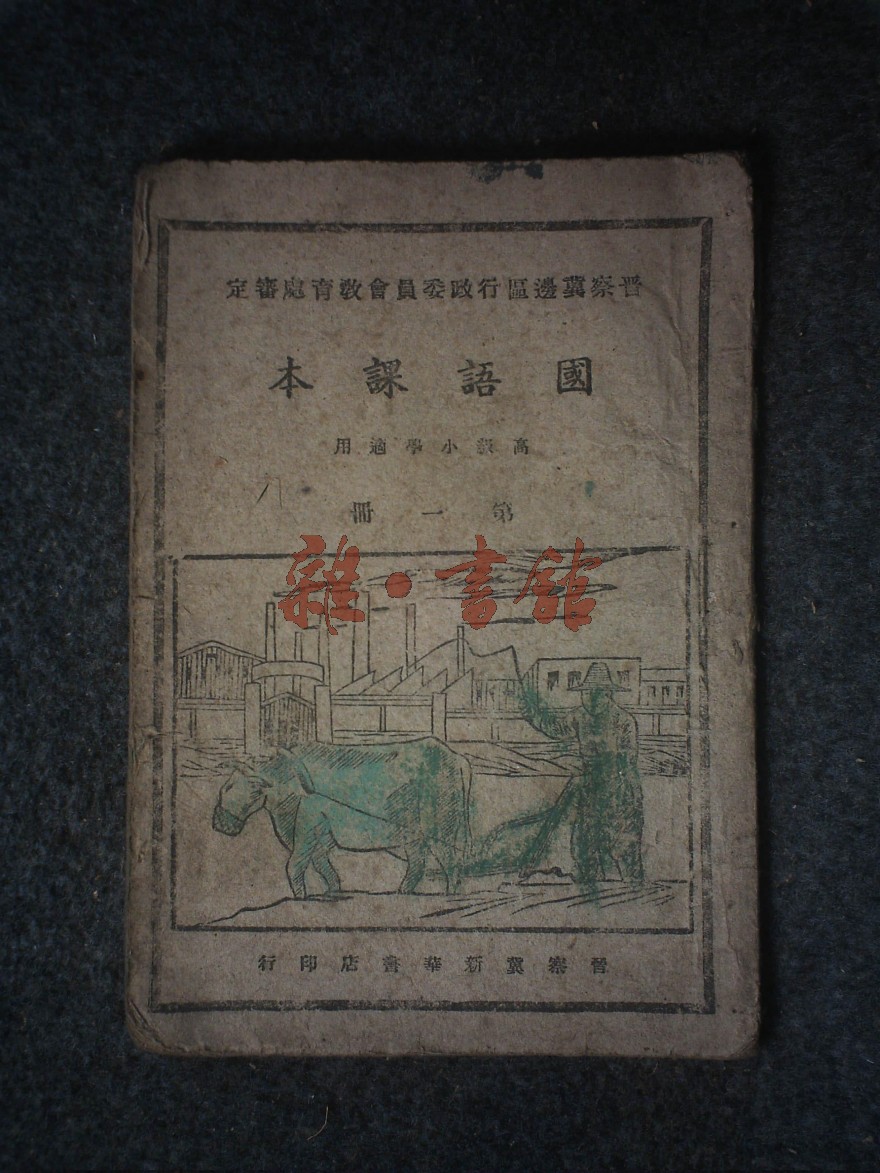 晉察冀邊區行政委員會敎育處審定
國語課本
高級小學適用
第一冊
雜·書館
晉察冀新華書店印行